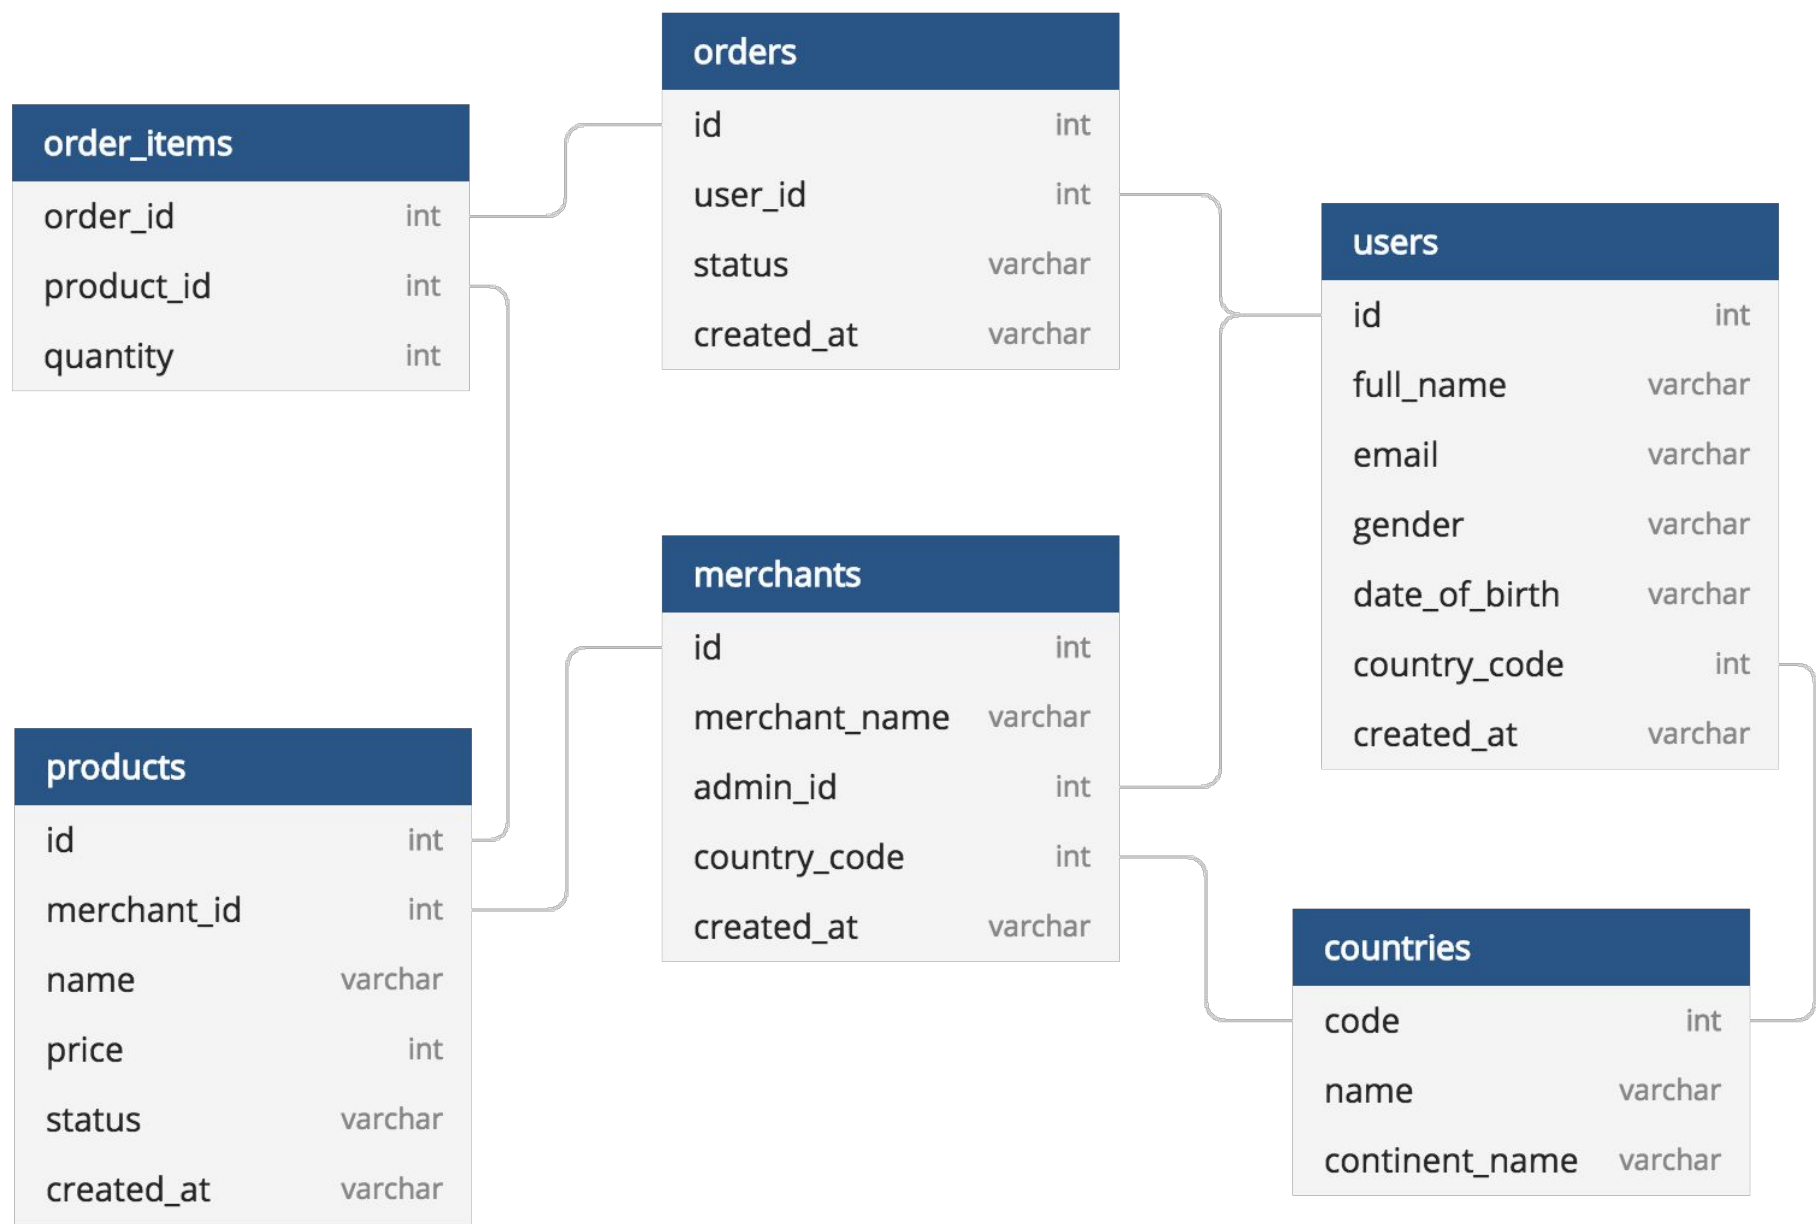 orders
id int
user_id int
status varchar
created_at varchar
order_items
order_id int
product_id int
quantity int
users
id int
full_name varchar
email varchar
gender varchar
date_of_birth varchar
country_code int
created_at varchar
merchants
id int
merchant_name varchar
admin_id int
country_code int
created_at varchar
products
id int
merchant_id int
name varchar
price int
status varchar
created_at varchar
countries
code int
name varchar
continent_name varchar